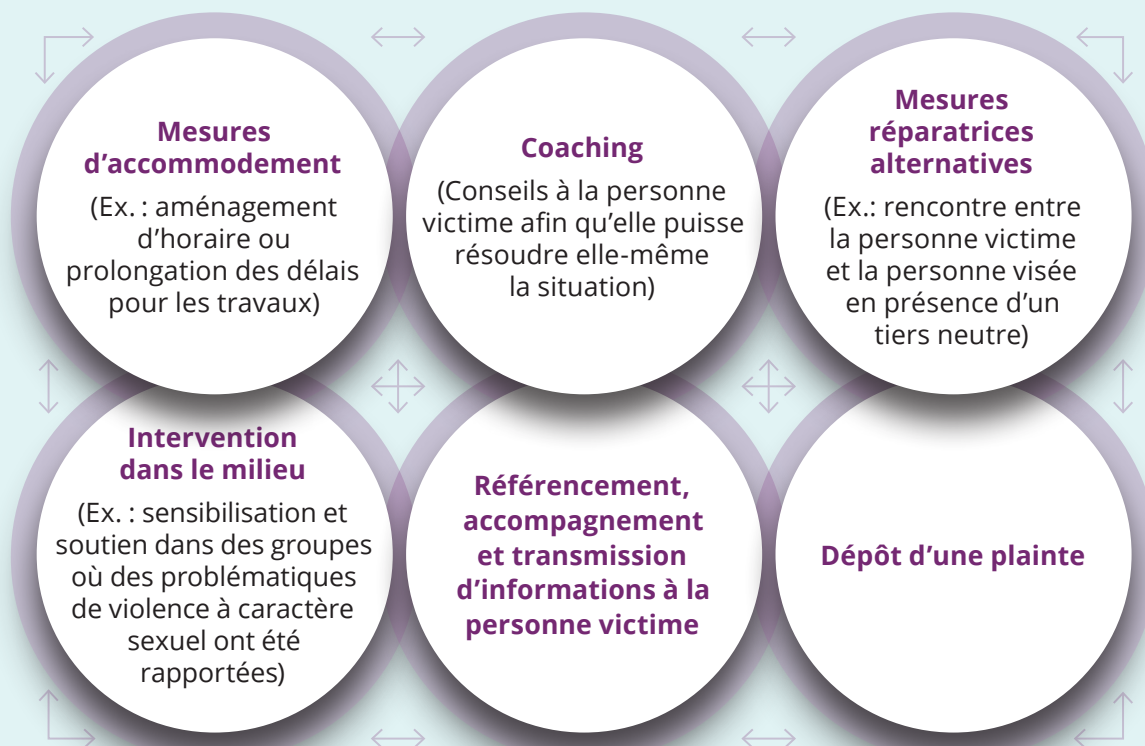 Mesures
d’accommodement
(Ex. : aménagement
d’horaire ou
prolongation des délais
pour les travaux)
Coaching
(Conseils à la personne
victime afin qu’elle puisse
résoudre elle-même
la situation)
Mesures
réparatrices
alternatives
(Ex.: rencontre entre
la personne victime
et la personne visée
en présence d’un
tiers neutre)
Intervention
dans le milieu
(Ex. : sensibilisation et
soutien dans des groupes
où des problématiques
de violence à caractère
sexuel ont été
rapportées)
Référencement,
accompagnement
et transmission
d’informations à la
personne victime
Dépôt d’une plainte